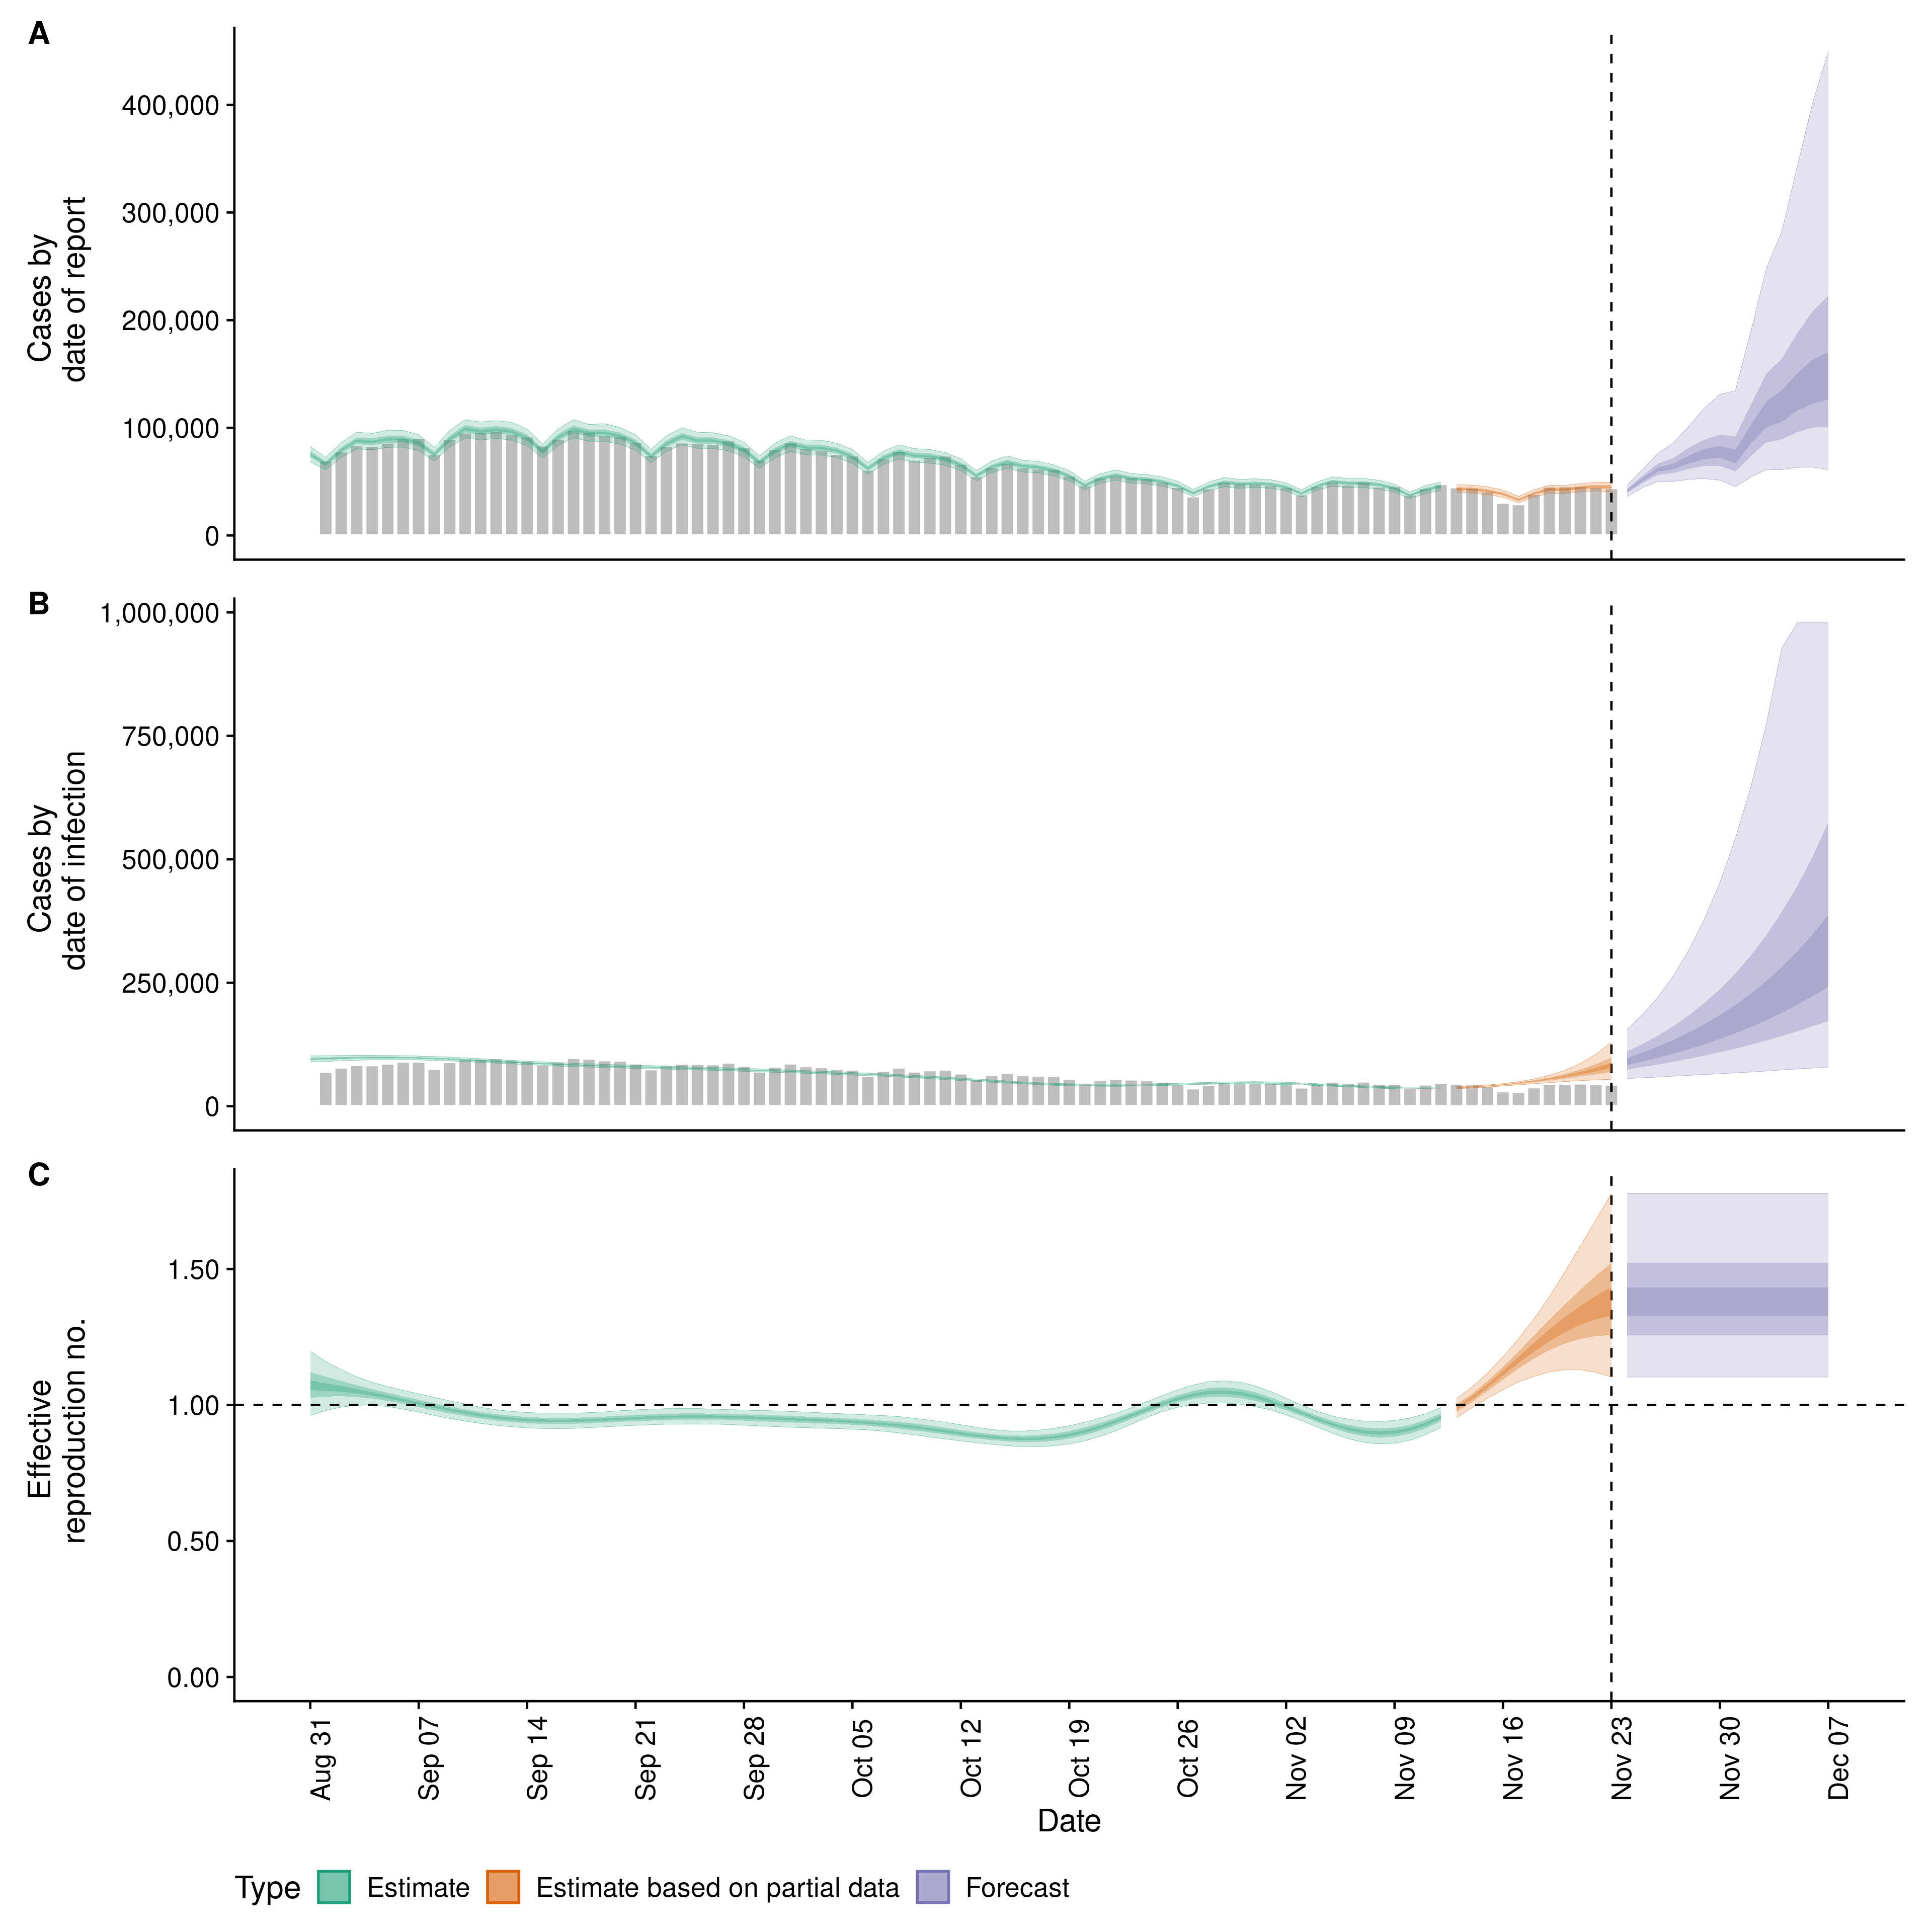 A
Cases by
date of report
400,000
300,000
200,000
100,000
0
B
Cases by
date of infection
1,000,000
750,000
500,000
250,000
0
C
Effective
reproduction no.
1.50
1.00
0.50
0.00
Aug 31
Sep 07
Sep 14
Sep 21
Sep 28
Oct 05
Oct 12
Oct 19
Oct 26
Nov 02
Nov 09
Nov 16
Nov 23
Nov 30
Dec 07
Date
Type Estimate Estimate based on partial data Forecast